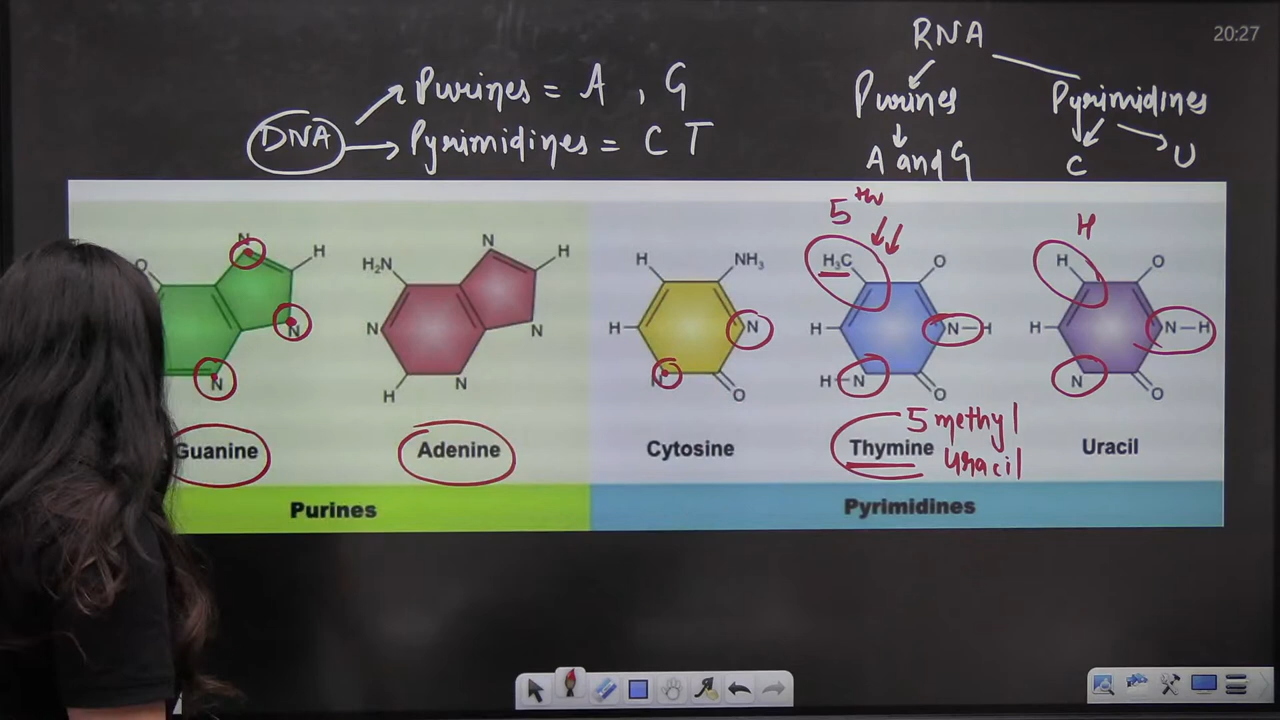 20:27
DNA
Purines = A , G
Pyrimidines = C T
RNA
Purines
A and G
Pyrimidines
C
U
O
N
H
N
N
Guanine
H₂N
N
H
N
N
N
H
Adenine
Purines
H
NH₃
H
N
N
O
Cytosine
5th
H₃C
O
H
N-H
H-N
O
Thymine
5 methyl
Uracil
H
H
O
H
N-H
N
O
Uracil
Pyrimidines